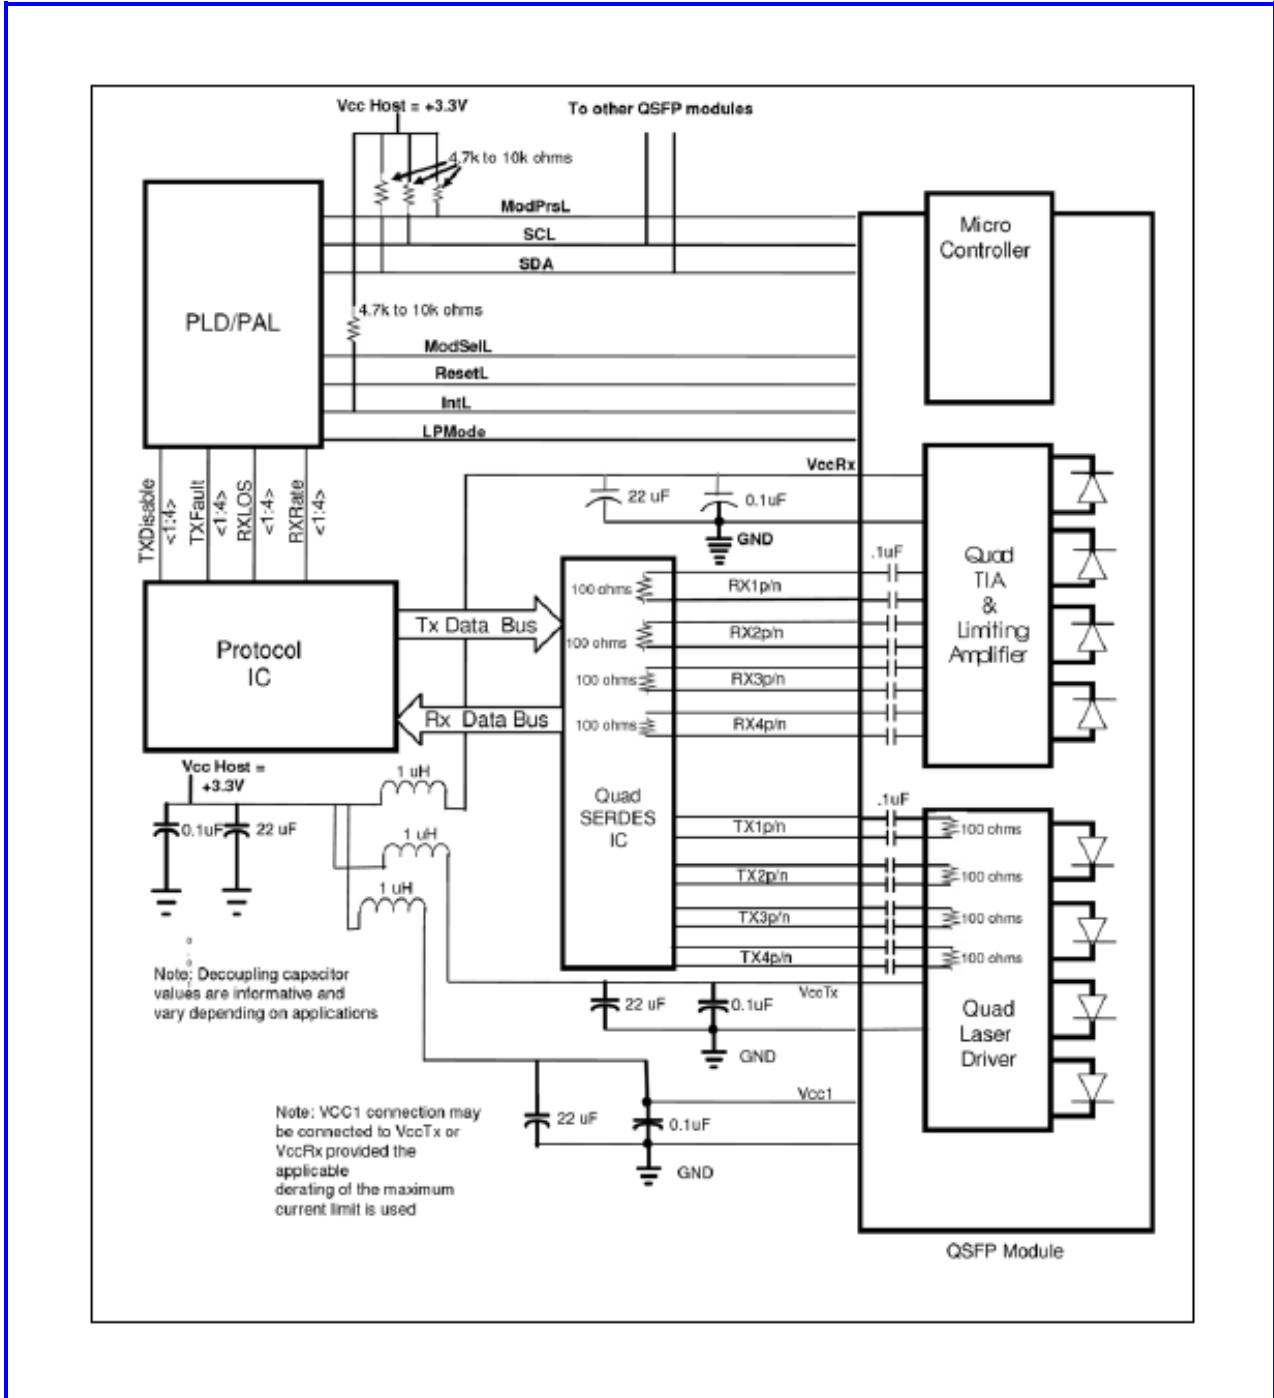 Vcc Host = +3.3V
To other QSFP modules
4.7k to 10k ohms
ModPrsL
SCL
SDA
Micro
Controller
PLD/PAL
4.7k to 10k ohms
ModSelL
ResetL
IntL
LPMode
TXDisable
<1:4>
TXFault
<1:4>
RXLOS
<1:4>
RXRate
<1:4>
VccRx
22 uF
0.1uF
GND
Protocol
IC
Tx Data Bus
Rx Data Bus
100 ohms
100 ohms
100 ohms
100 ohms
Quad
SERDES
IC
.1uF
RX1p/n
RX2p/n
RX3p/n
RX4p/n
Quad
TIA
&
Limiting
Amplifier
Vcc Host =
+3.3V
0.1uF
22 uF
1 uH
1 uH
1 uH
.1uF
TX1p/n
TX2p/n
TX3p/n
TX4p/n
100 ohms
100 ohms
100 ohms
100 ohms
Quad
Laser
Driver
Note: Decoupling capacitor
values are informative and
vary depending on applications
VccTx
22 uF
0.1uF
GND
Vcc1
22 uF
0.1uF
GND
Note: VCC1 connection may
be connected to VccTx or
VccRx provided the
applicable
derating of the maximum
current limit is used
QSFP Module